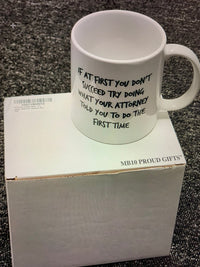 IF AT FIRST YOU DON'T
SUCCEED TRY DOING
WHAT YOUR ATTORNEY
TOLD YOU TO DO THE
FIRST TIME
MB10 PROUD GIFTS